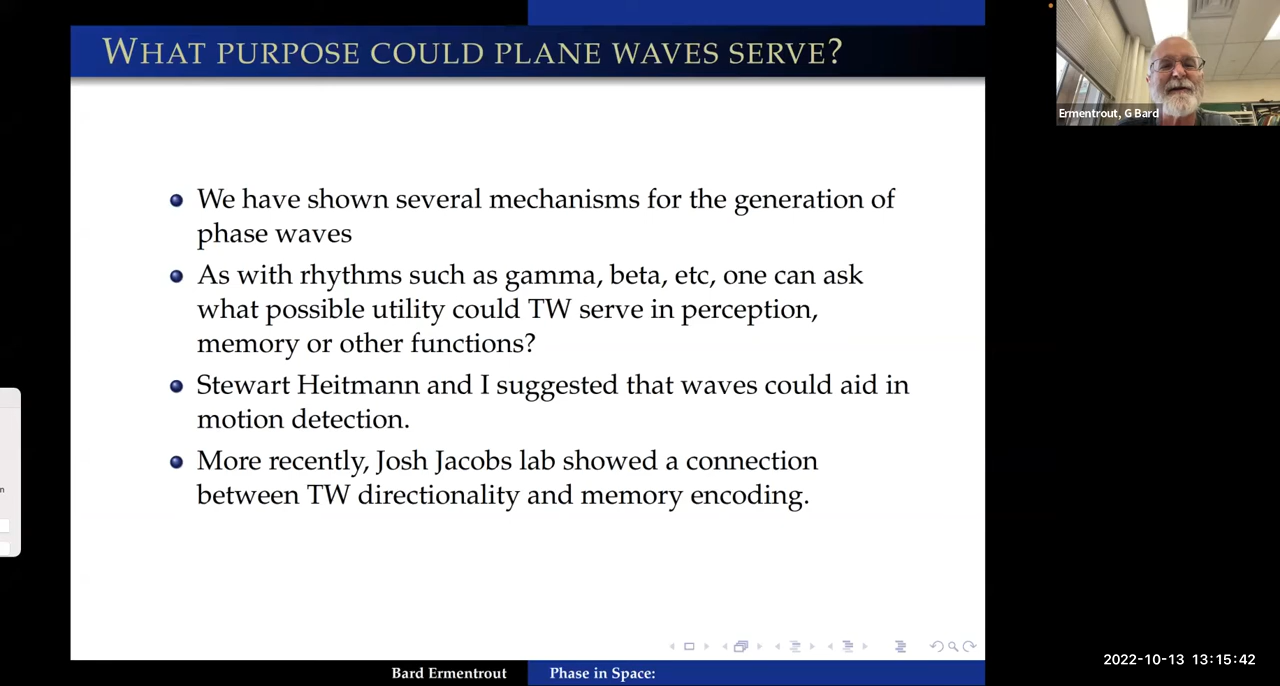 WHAT PURPOSE COULD PLANE WAVES SERVE?
Ermentrout, G Bard
We have shown several mechanisms for the generation of
phase waves
As with rhythms such as gamma, beta, etc, one can ask
what possible utility could TW serve in perception,
memory or other functions?
Stewart Heitmann and I suggested that waves could aid in
motion detection.
More recently, Josh Jacobs lab showed a connection
between TW directionality and memory encoding.
n
Bard Ermentrout
Phase in Space:
2022-10-13 13:15:42